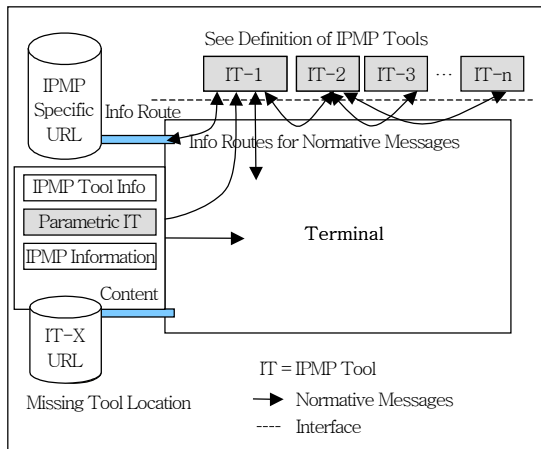 See Definition of IPMP Tools
IPMP
Specific
URL
IT-1
IT-2
IT-3
...
IT-n
Info Route
Info Routes for Normative Messages
IPMP Tool Info
Parametric IT
IPMP Information
Terminal
Content
IT-X
URL
Missing Tool Location
IT = IPMP Tool
Normative Messages
Interface